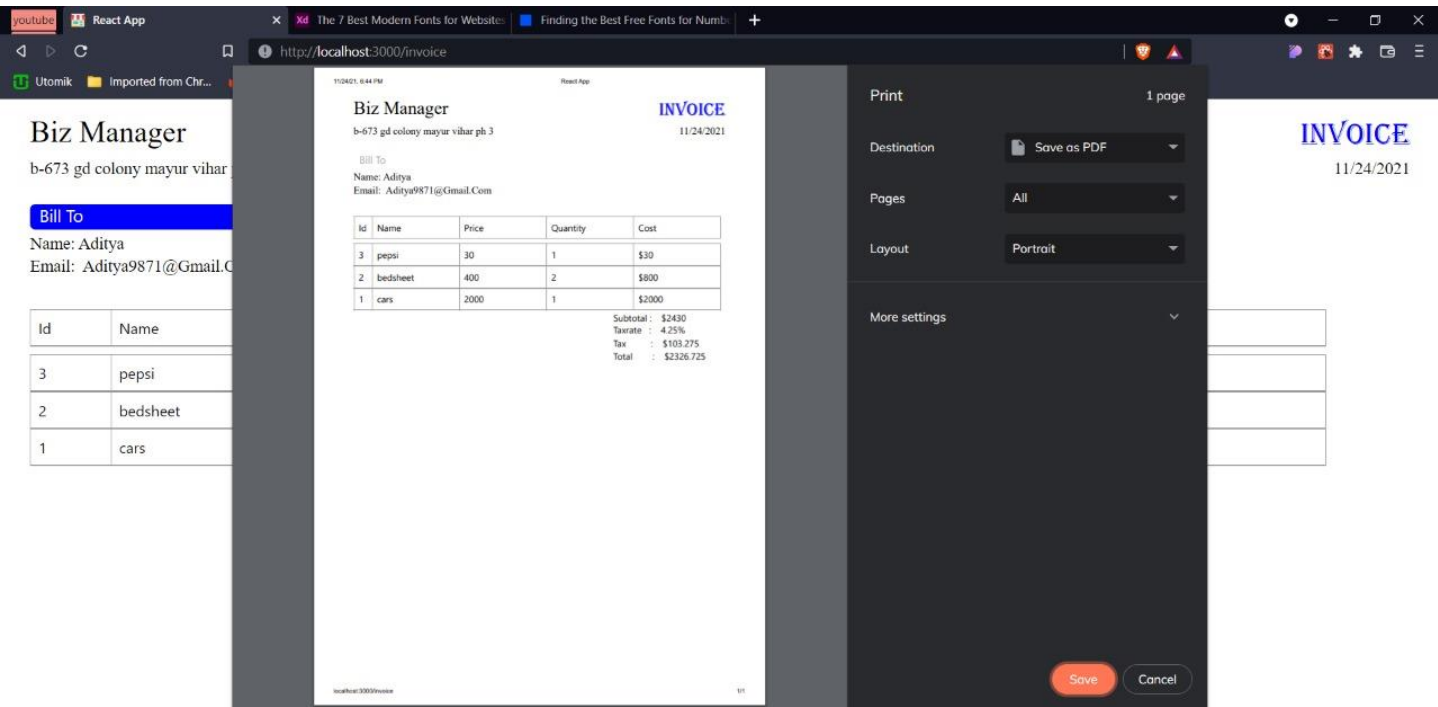 youtube React App The 7 Best Modern Fonts for Websites Finding the Best Free Fonts for Numbe
http://localhost:3000/invoice
Utomik Imported from Chr...
Biz Manager
b-673 gd colony mayur vihar
Bill To
Name: Aditya
Email: Aditya9871@Gmail.C
Id Name
3 pepsi
2 bedsheet
1 cars
11/24/21, 6:44 PM React App
Biz Manager INVOICE
b-673 gd colony mayur vihar ph 3 11/24/2021
Bill To
Name: Aditya
Email: Aditya9871@Gmail.Com
Id Name Price Quantity Cost
3 pepsi 30 1 $30
2 bedsheet 400 2 $800
1 cars 2000 1 $2000
Subtotal : $2430
Taxrate : 4.25%
Tax : $103.275
Total : $2326.725
localhost:3000/invoice 1/1
Print 1 page
Destination Save as PDF
Pages All
Layout Portrait
More settings
Save Cancel
INVOICE
11/24/2021